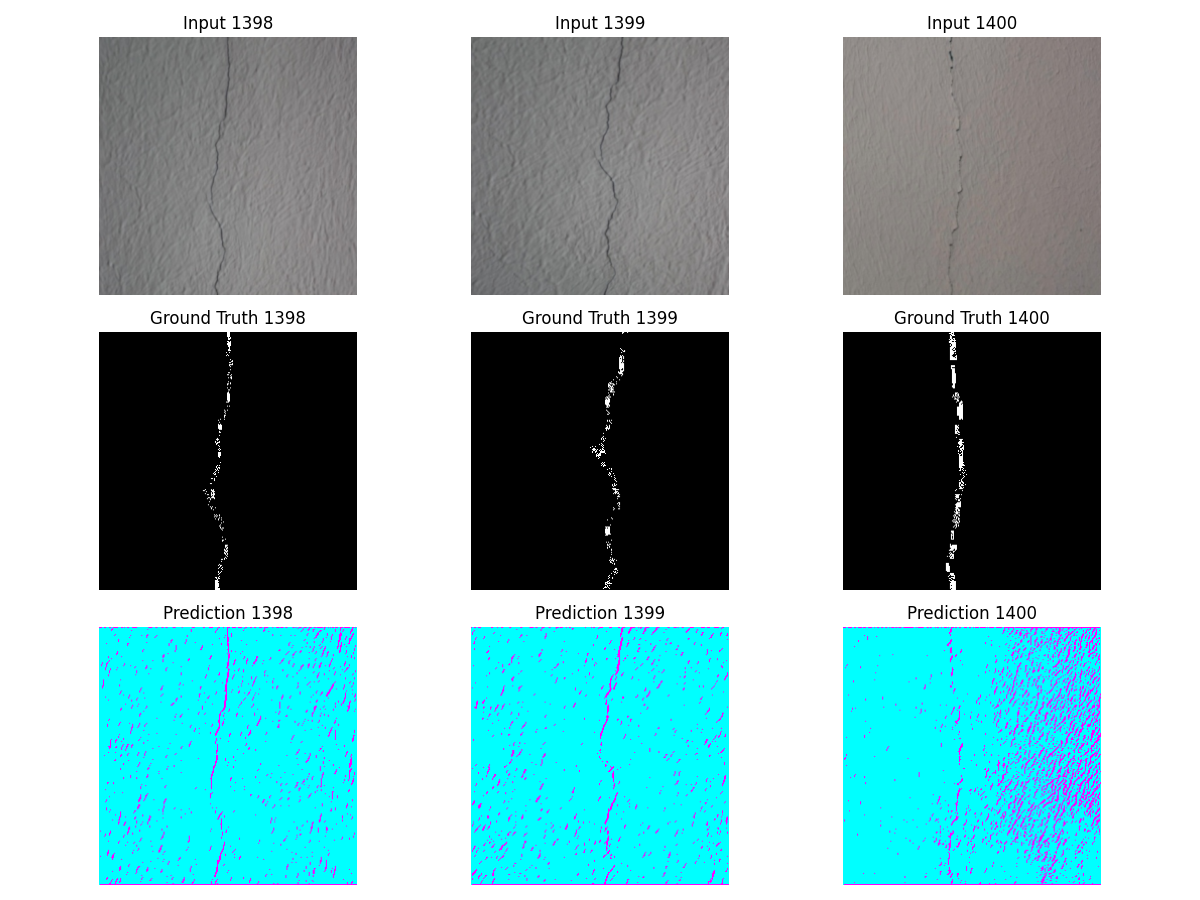 Input 1398
Input 1399
Input 1400
Ground Truth 1398
Ground Truth 1399
Ground Truth 1400
Prediction 1398
Prediction 1399
Prediction 1400